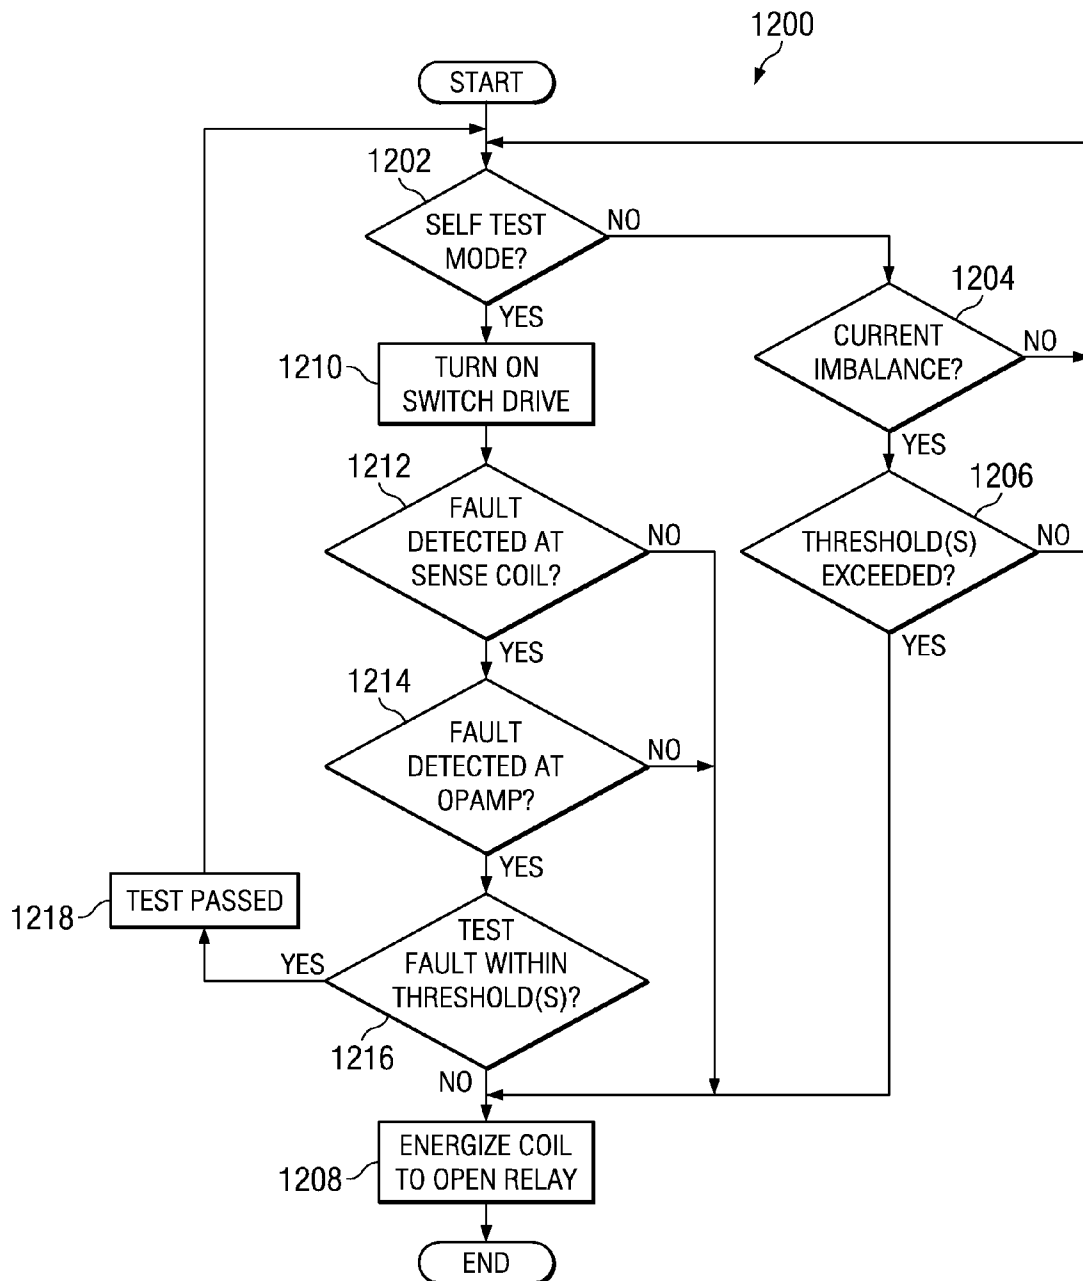 1200
START
1202
SELF TEST
MODE?
NO
YES
1204
CURRENT
IMBALANCE?
NO
YES
1210
TURN ON
SWITCH DRIVE
1212
FAULT
DETECTED AT
SENSE COIL?
NO
YES
1206
THRESHOLD(S)
EXCEEDED?
NO
YES
1214
FAULT
DETECTED AT
OPAMP?
NO
YES
1218
TEST PASSED
TEST
FAULT WITHIN
THRESHOLD(S)?
YES
1216
NO
ENERGIZE COIL
TO OPEN RELAY
1208
END